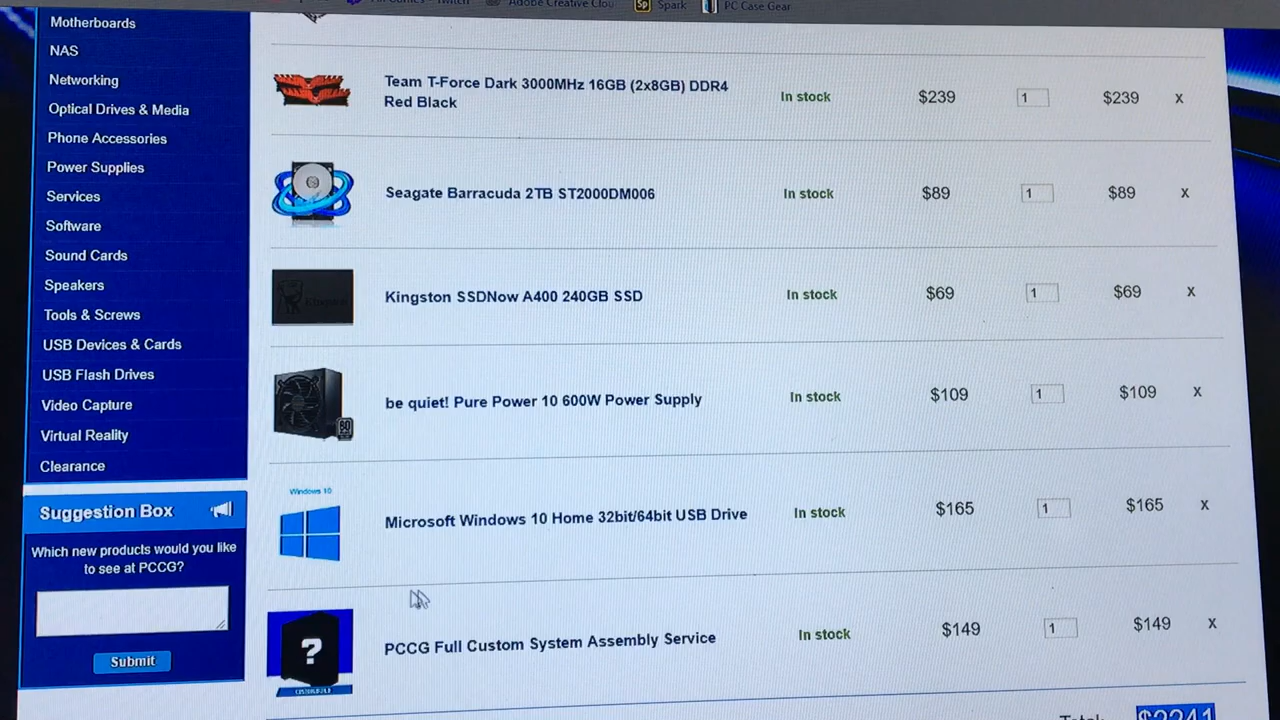 Adobe Creative Clou
Spark
PC Case Gear
Motherboards
NAS
Networking
Optical Drives & Media
Phone Accessories
Power Supplies
Services
Software
Sound Cards
Speakers
Tools & Screws
USB Devices & Cards
USB Flash Drives
Video Capture
Virtual Reality
Clearance
Suggestion Box
Which new products would you like
to see at PCCG?
Submit
Team T-Force Dark 3000MHz 16GB (2x8GB) DDR4
Red Black
In stock $239 1 $239 x
Seagate Barracuda 2TB ST2000DM006 In stock $89 1 $89 x
Kingston SSDNow A400 240GB SSD In stock $69 1 $69 x
be quiet! Pure Power 10 600W Power Supply In stock $109 1 $109 x
80
Windows 10
Microsoft Windows 10 Home 32bit/64bit USB Drive In stock $165 1 $165 x
?
PCCG Full Custom System Assembly Service In stock $149 1 $149 x
Total $2241